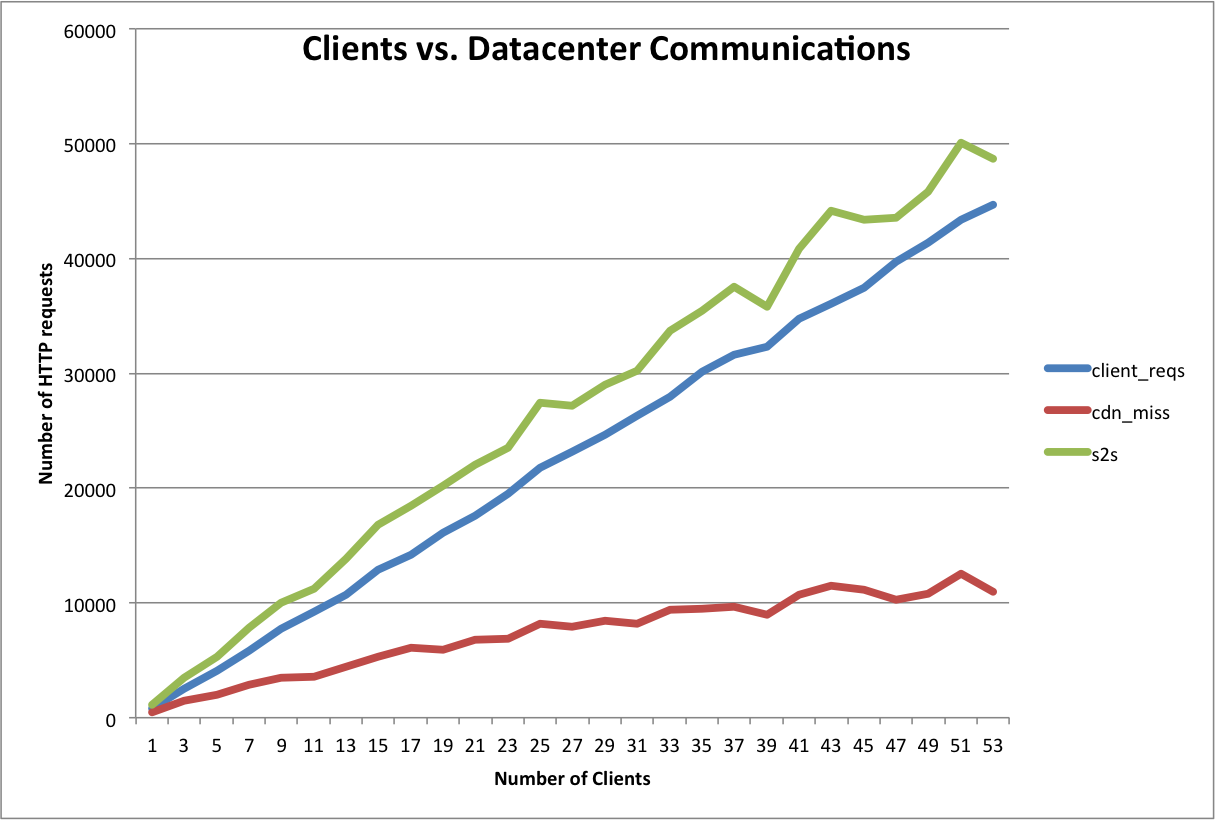 Clients vs. Datacenter Communications
60000
50000
40000
30000
20000
10000
0
Number of HTTP requests
1 3 5 7 9 11 13 15 17 19 21 23 25 27 29 31 33 35 37 39 41 43 45 47 49 51 53
Number of Clients
client_reqs
cdn_miss
s2s